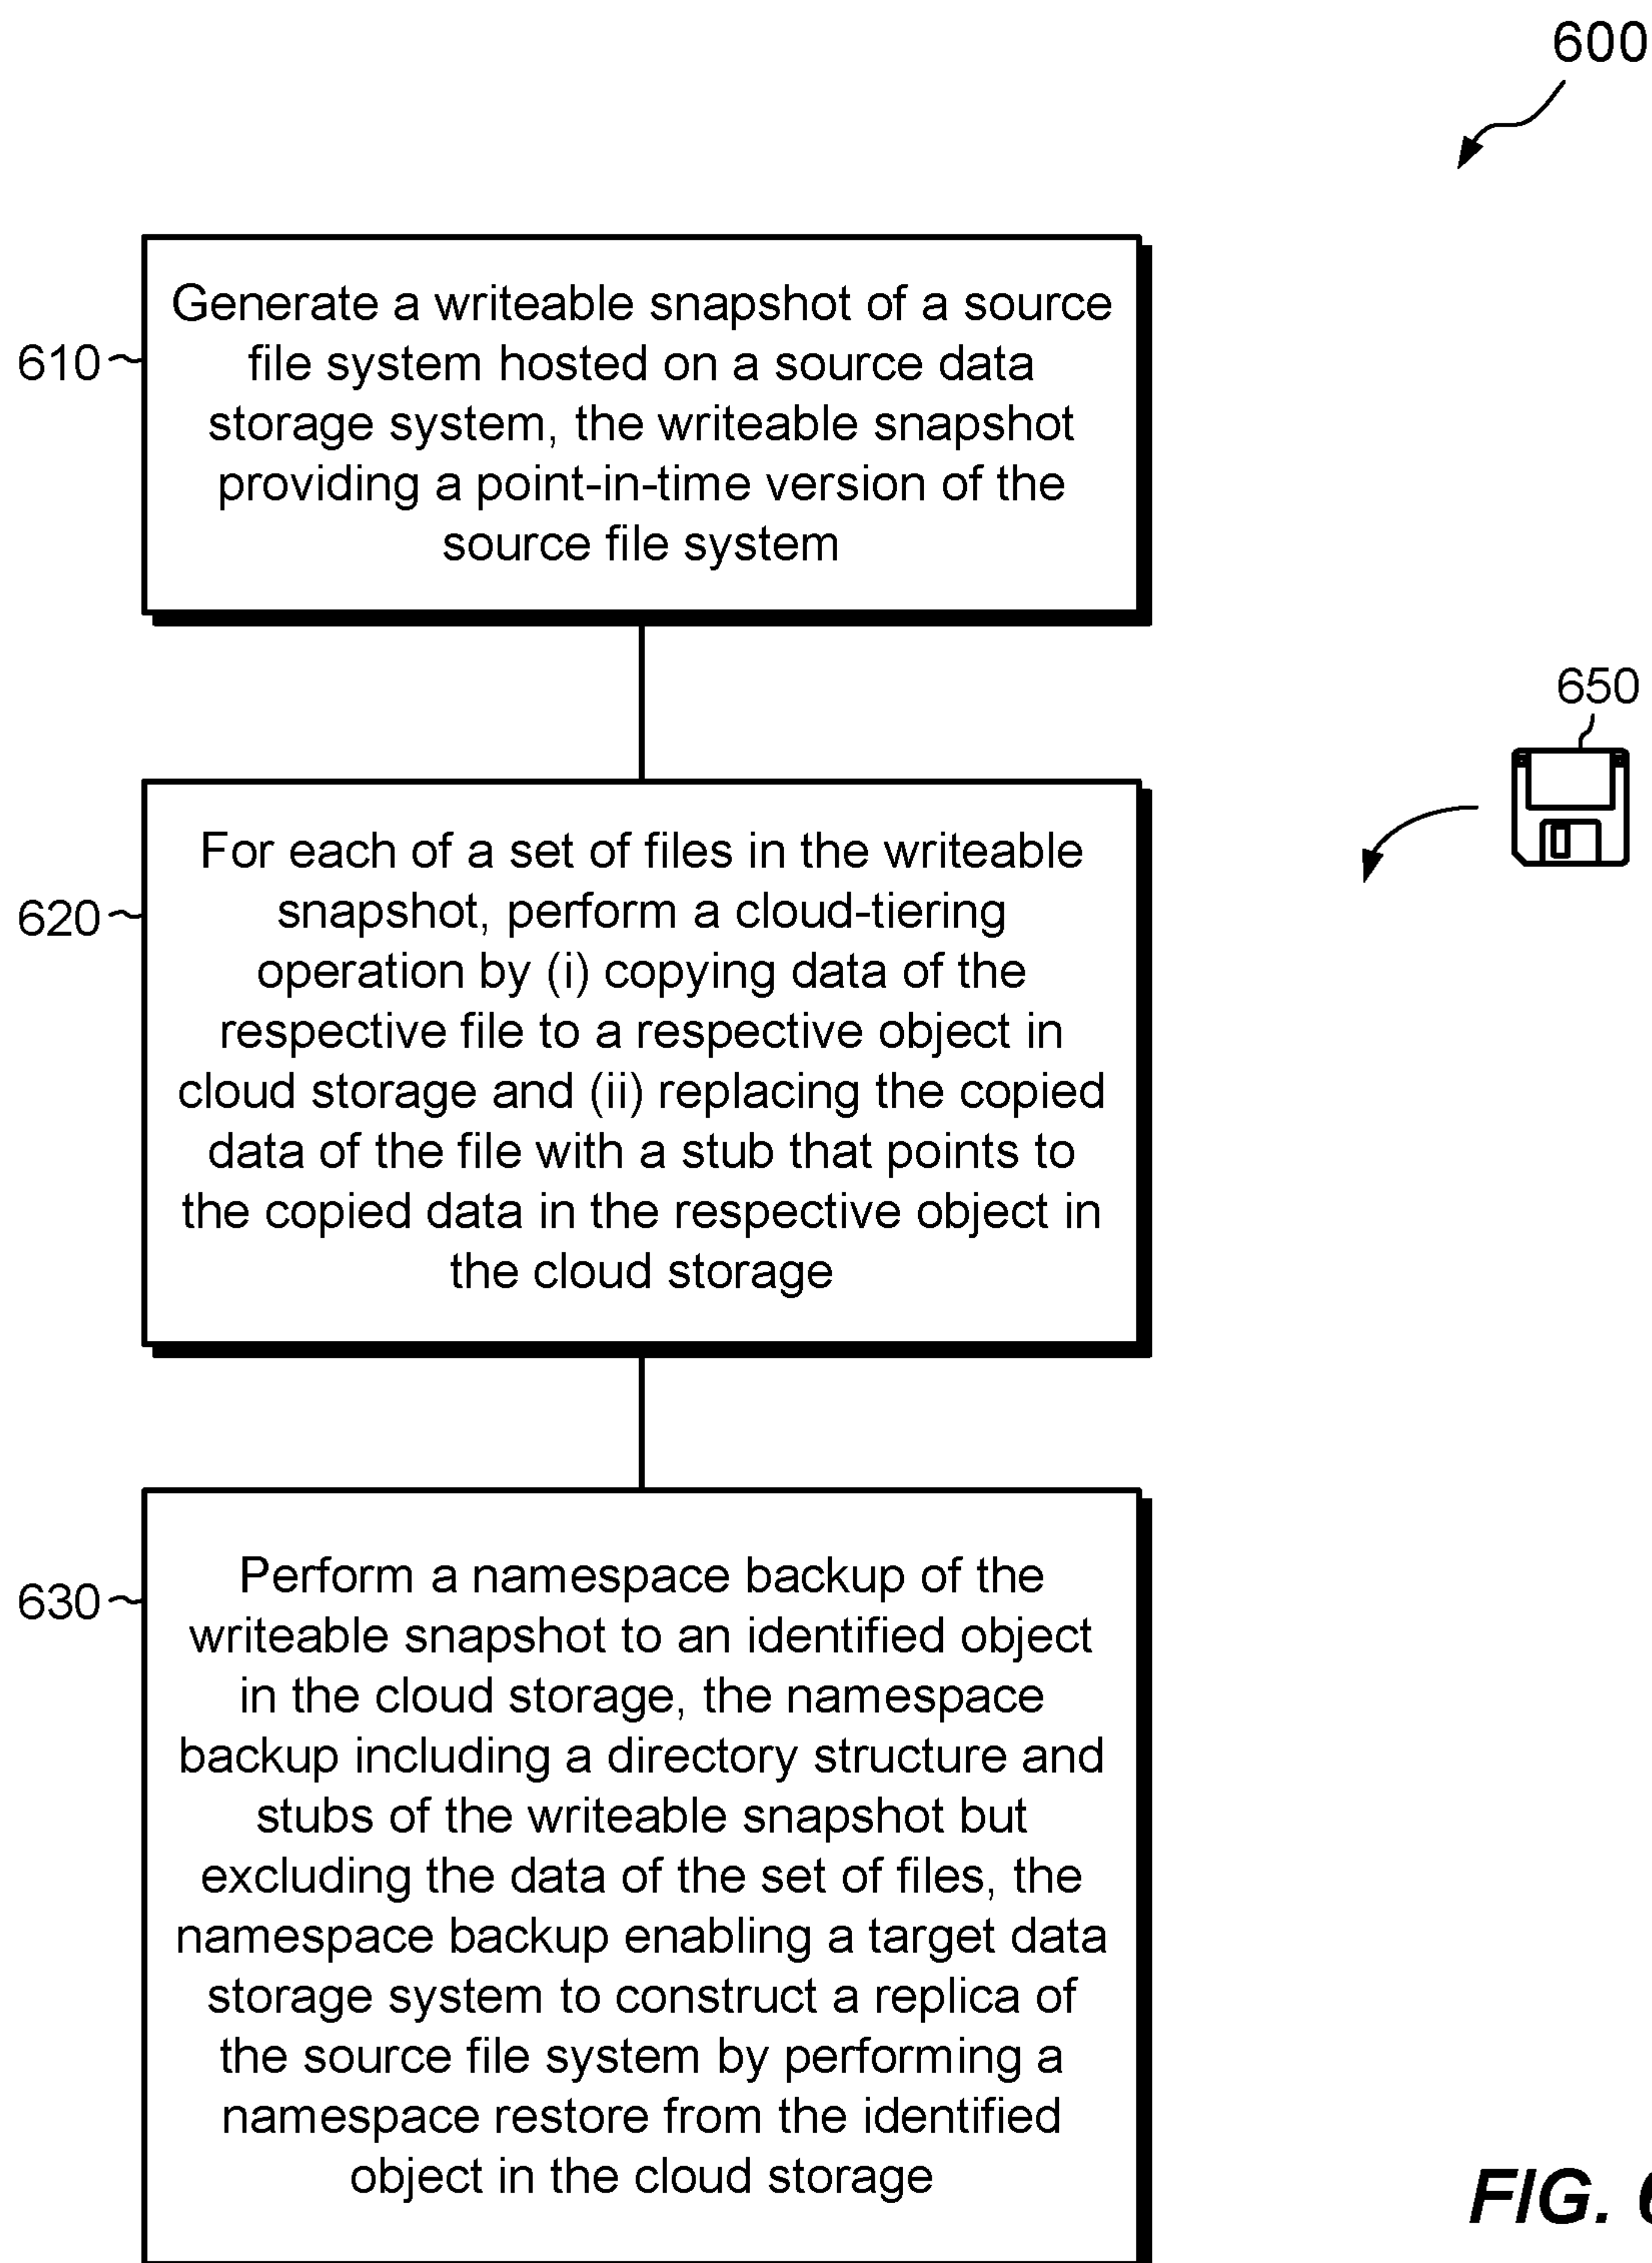 600
Generate a writeable snapshot of a source
file system hosted on a source data
storage system, the writeable snapshot
providing a point-in-time version of the
source file system
610
650
For each of a set of files in the writeable
snapshot, perform a cloud-tiering
operation by (i) copying data of the
respective file to a respective object in
cloud storage and (ii) replacing the copied
data of the file with a stub that points to
the copied data in the respective object in
the cloud storage
620
Perform a namespace backup of the
writeable snapshot to an identified object
in the cloud storage, the namespace
backup including a directory structure and
stubs of the writeable snapshot but
excluding the data of the set of files, the
namespace backup enabling a target data
storage system to construct a replica of
the source file system by performing a
namespace restore from the identified
object in the cloud storage
630
FIG. 6